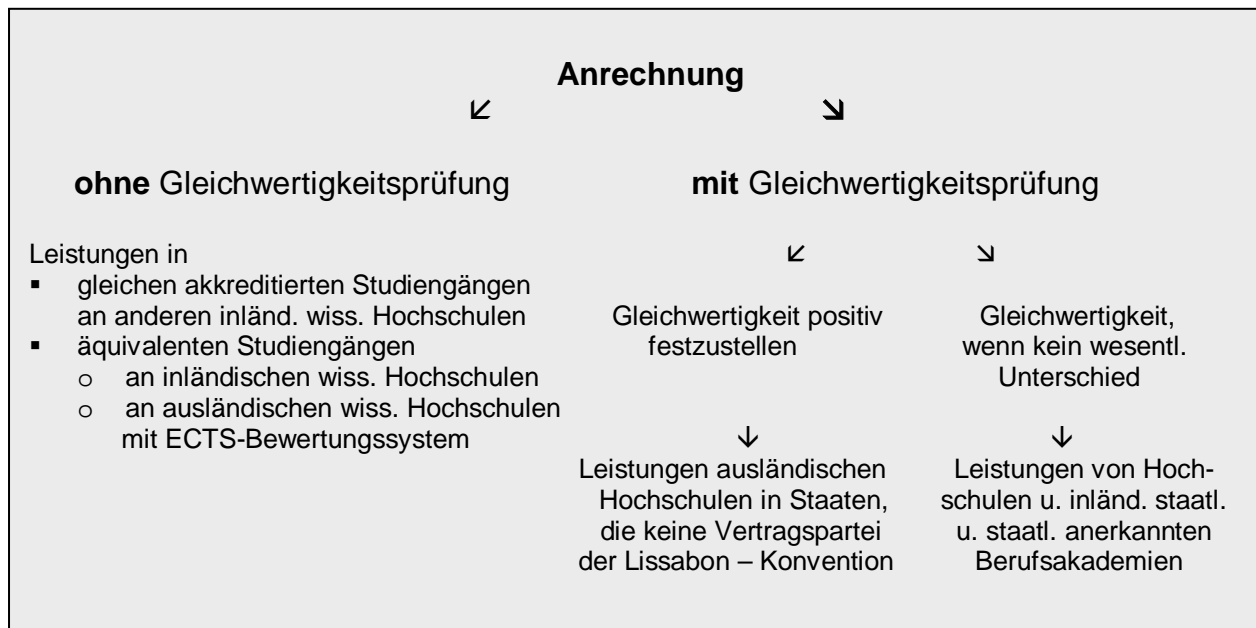 Anrechnung
↙ ↘
ohne Gleichwertigkeitsprüfung
Leistungen in
▪ gleichen akkreditierten Studiengängen
an anderen inländ. wiss. Hochschulen
▪ äquivalenten Studiengängen
o an inländischen wiss. Hochschulen
o an ausländischen wiss. Hochschulen
mit ECTS-Bewertungssystem
mit Gleichwertigkeitsprüfung
↙ ↘
Gleichwertigkeit positiv
festzustellen
↓
Leistungen ausländischen
Hochschulen in Staaten,
die keine Vertragspartei
der Lissabon – Konvention
Gleichwertigkeit,
wenn kein wesentl.
Unterschied
↓
Leistungen von Hoch-
schulen u. inländ. staatl.
u. staatl. anerkannten
Berufsakademien